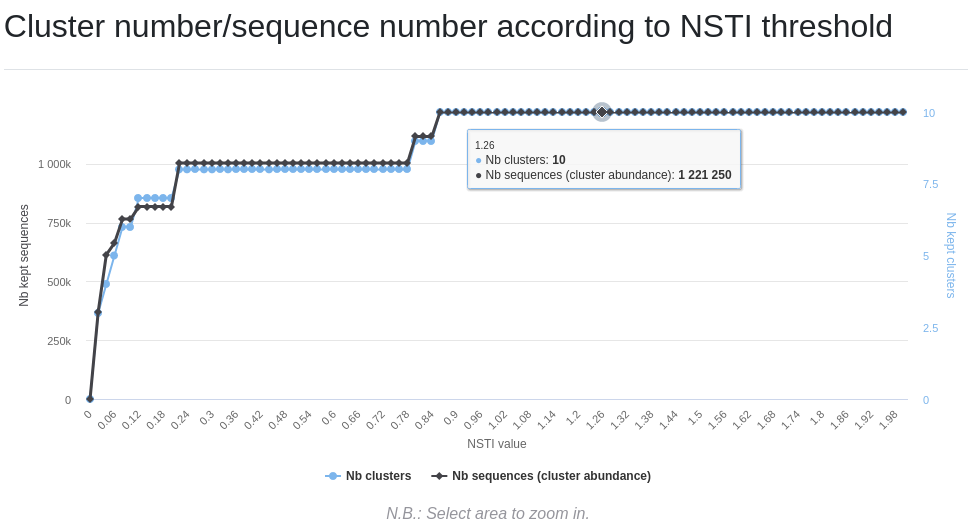 Cluster number/sequence number according to NSTI threshold
Nb kept sequences
1 000k
750k
500k
250k
0
10
7.5
5
2.5
0
Nb kept clusters
1.26
● Nb clusters: 10
● Nb sequences (cluster abundance): 1 221 250
0 0.06 0.12 0.18 0.24 0.3 0.36 0.42 0.48 0.54 0.6 0.66 0.72 0.78 0.84 0.9 0.96 1.02 1.08 1.14 1.2 1.26 1.32 1.38 1.44 1.5 1.56 1.62 1.68 1.74 1.8 1.86 1.92 1.98
NSTI value
Nb clusters Nb sequences (cluster abundance)
N.B.: Select area to zoom in.